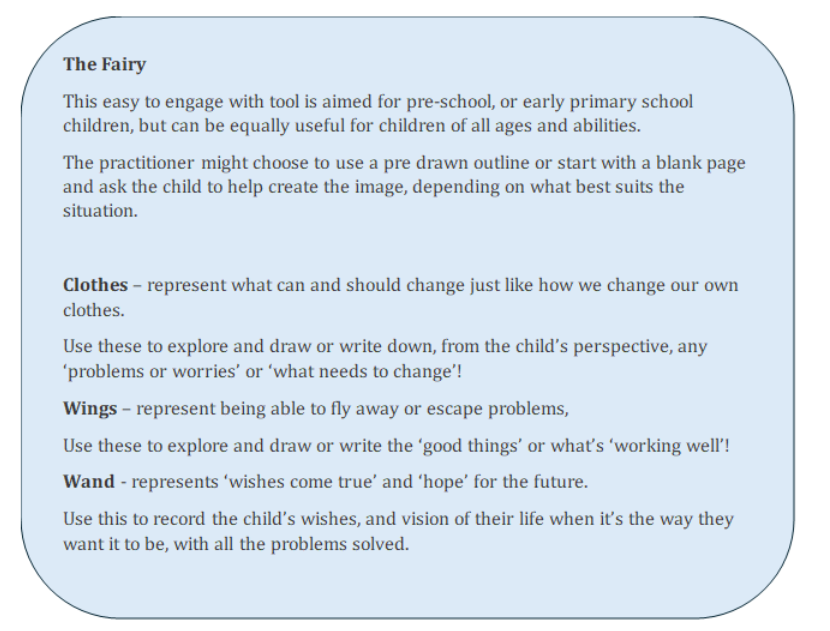 The Fairy
This easy to engage with tool is aimed for pre-school, or early primary school
children, but can be equally useful for children of all ages and abilities.
The practitioner might choose to use a pre drawn outline or start with a blank page
and ask the child to help create the image, depending on what best suits the
situation.
Clothes – represent what can and should change just like how we change our own
clothes.
Use these to explore and draw or write down, from the child’s perspective, any
‘problems or worries’ or ‘what needs to change’!
Wings – represent being able to fly away or escape problems,
Use these to explore and draw or write the ‘good things’ or what’s ‘working well’!
Wand - represents ‘wishes come true’ and ‘hope’ for the future.
Use this to record the child’s wishes, and vision of their life when it’s the way they
want it to be, with all the problems solved.